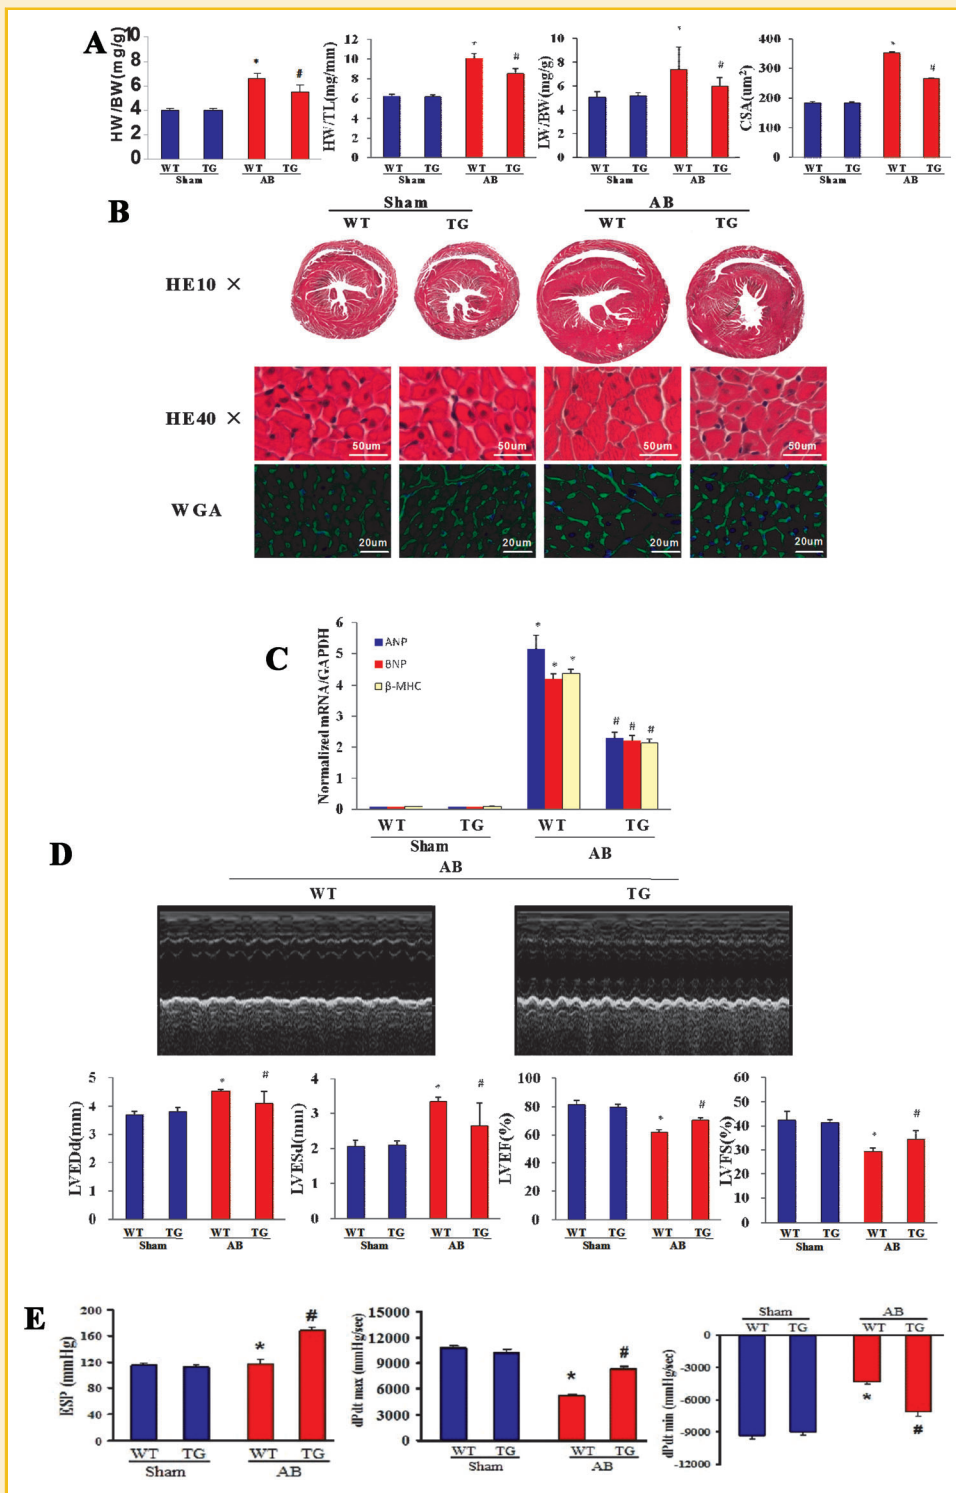 A
HW/BW(mg/g)
10
8
6
4
2
0
*
#
WT TG WT TG
Sham AB
HW/TL(mg/mm)
12
10
8
6
4
2
0
*
#
WT TG WT TG
Sham AB
LW/BW(mg/g)
10
8
6
4
2
0
*
#
WT TG WT TG
Sham AB
CSA(um²)
400
300
200
100
0
*
#
WT TG WT TG
Sham AB
B
Sham AB
WT TG WT TG
HE10 ×
HE40 ×
50um 50um 50um 50um
WGA
20um 20um 20um 20um
C
Normalized mRNA/GAPDH
6
5
4
3
2
1
0
ANP
BNP
β-MHC
* * *
# # #
WT TG WT TG
Sham AB
D
AB
WT TG
LVEDd(mm)
5
4
3
2
1
0
*
#
WT TG WT TG
Sham AB
LVESd(mm)
4
3
2
1
0
*
#
WT TG WT TG
Sham AB
LVEF(%)
100
80
60
40
20
0
*
#
WT TG WT TG
Sham AB
LVFS(%)
60
50
40
30
20
10
0
*
#
WT TG WT TG
Sham AB
E
ESP (mmHg)
200
160
120
80
40
0
*
#
WT TG WT TG
Sham AB
dPdt max (mmHg/sec)
15000
12000
9000
6000
3000
0
*
#
WT TG WT TG
Sham AB
dPdt min (mmHg/sec)
Sham AB
WT TG WT TG
0
-3000
-6000
-9000
-12000
*
#